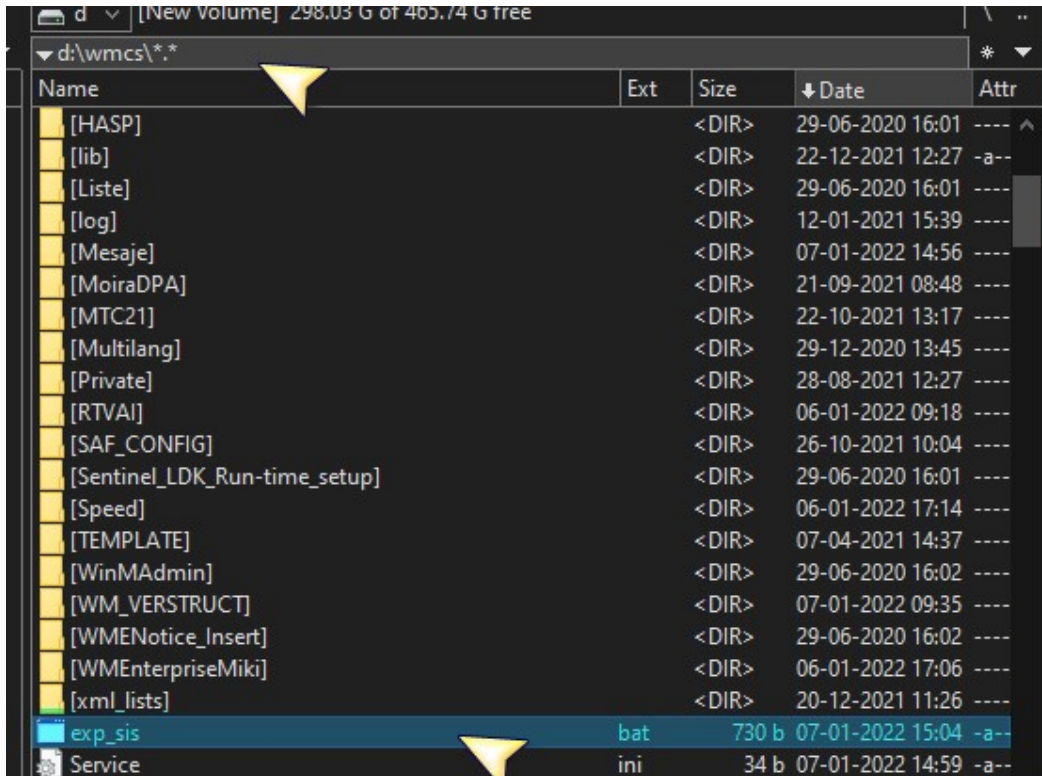 d [New Volume] 298.03 G of 465.74 G free \ ..
d:\wmcs\*.* *
Name Ext Size Date Attr
[HASP] <DIR> 29-06-2020 16:01 ----
[lib] <DIR> 22-12-2021 12:27 -a--
[Liste] <DIR> 29-06-2020 16:01 ----
[log] <DIR> 12-01-2021 15:39 ----
[Mesaje] <DIR> 07-01-2022 14:56 ----
[MoiraDPA] <DIR> 21-09-2021 08:48 ----
[MTC21] <DIR> 22-10-2021 13:17 ----
[Multilang] <DIR> 29-12-2020 13:45 ----
[Private] <DIR> 28-08-2021 12:27 ----
[RTVAI] <DIR> 06-01-2022 09:18 ----
[SAF_CONFIG] <DIR> 26-10-2021 10:04 ----
[Sentinel_LDK_Run-time_setup] <DIR> 29-06-2020 16:01 ----
[Speed] <DIR> 06-01-2022 17:14 ----
[TEMPLATE] <DIR> 07-04-2021 14:37 ----
[WinMAdmin] <DIR> 29-06-2020 16:02 ----
[WM_VERSTRUCT] <DIR> 07-01-2022 09:35 ----
[WMENotice_Insert] <DIR> 29-06-2020 16:02 ----
[WMEnterpriseMiki] <DIR> 06-01-2022 17:06 ----
[xml_lists] <DIR> 20-12-2021 11:26 ----
exp_sis bat 730 b 07-01-2022 15:04 -a--
Service ini 34 b 07-01-2022 14:59 -a--